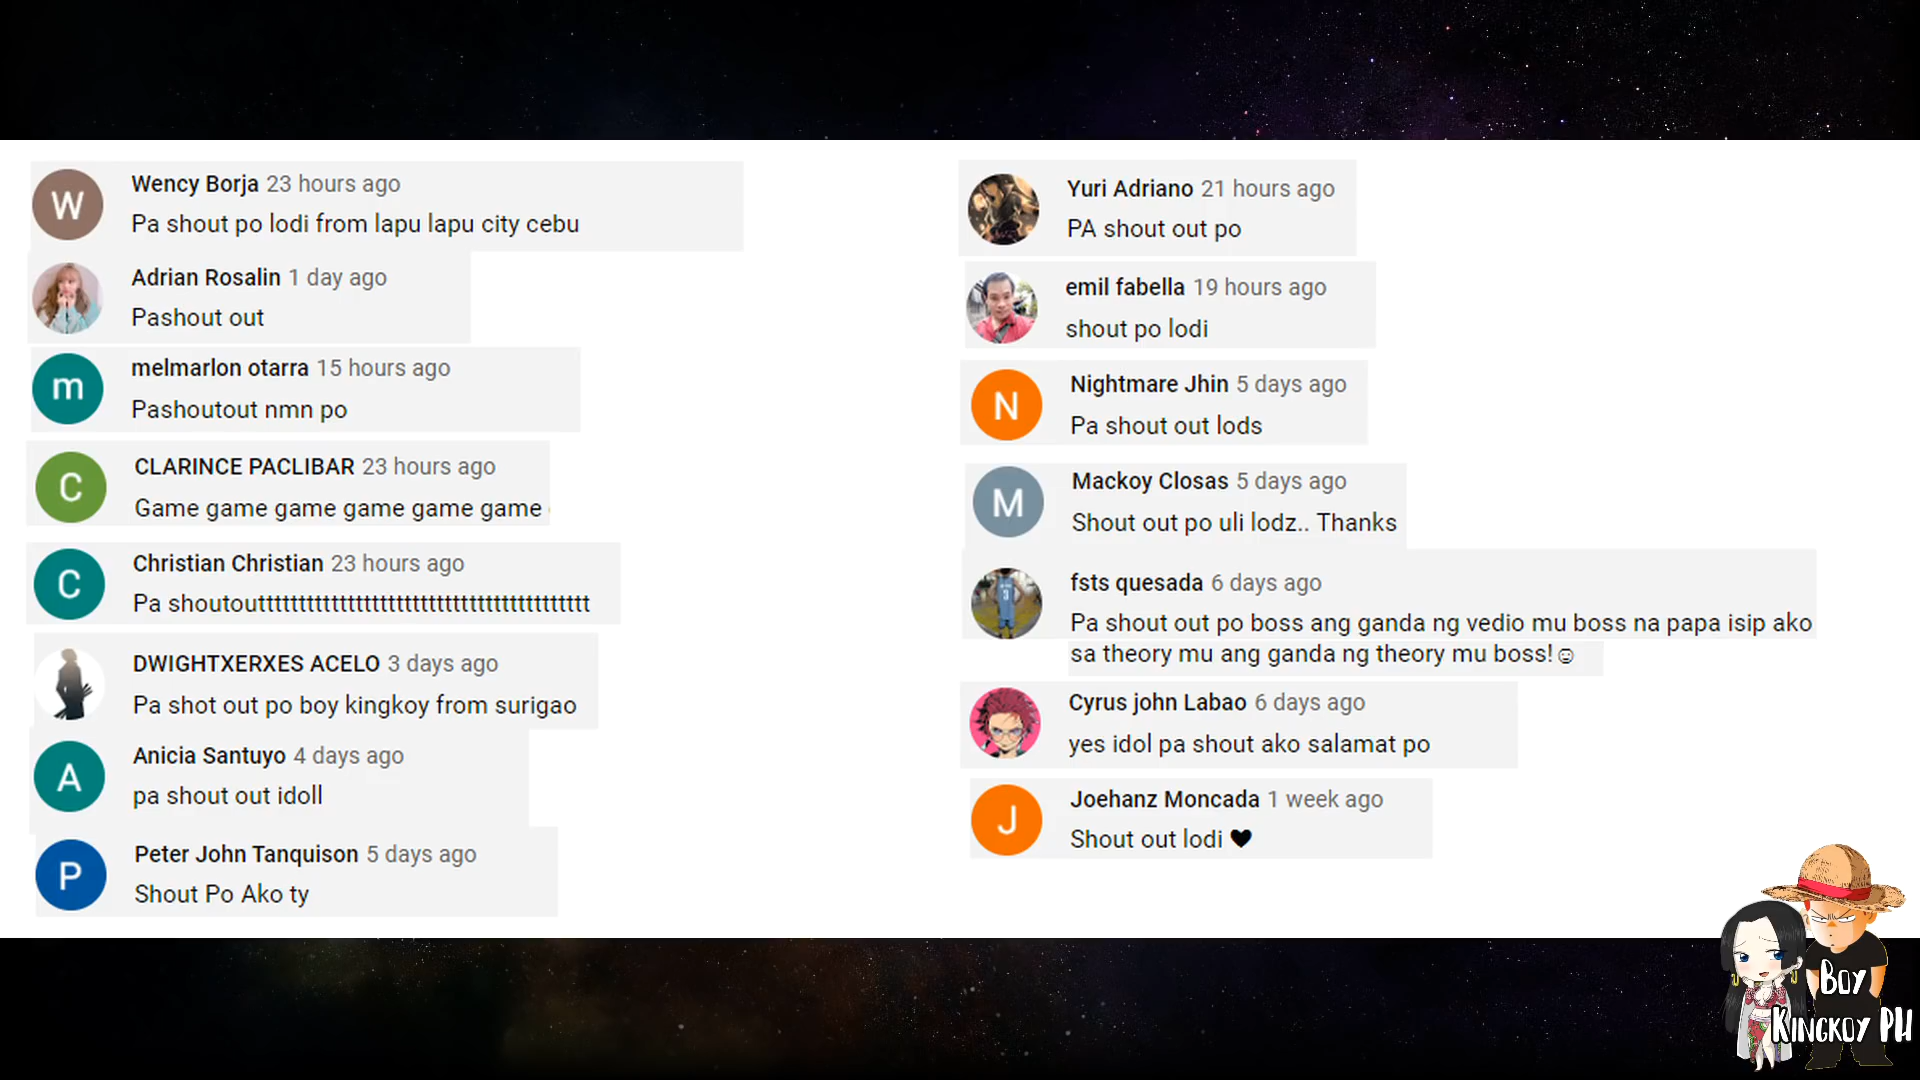 W
Wency Borja 23 hours ago
Pa shout po lodi from lapu lapu city cebu
Adrian Rosalin 1 day ago
Pashout out
m
melmarlon otarra 15 hours ago
Pashoutout nmn po
C
CLARINCE PACLIBAR 23 hours ago
Game game game game game game
C
Christian Christian 23 hours ago
Pa shoutouttttttttttttttttttttttttttttttttttttttttt
DWIGHTXERXES ACELO 3 days ago
Pa shot out po boy kingkoy from surigao
A
Anicia Santuyo 4 days ago
pa shout out idoll
P
Peter John Tanquison 5 days ago
Shout Po Ako ty
Yuri Adriano 21 hours ago
PA shout out po
emil fabella 19 hours ago
shout po lodi
N
Nightmare Jhin 5 days ago
Pa shout out lods
M
Mackoy Closas 5 days ago
Shout out po uli lodz.. Thanks
3
fsts quesada 6 days ago
Pa shout out po boss ang ganda ng vedio mu boss na papa isip ako
sa theory mu ang ganda ng theory mu boss!☺
Cyrus john Labao 6 days ago
yes idol pa shout ako salamat po
J
Joehanz Moncada 1 week ago
Shout out lodi ♥
Boy
Kingkoy PH